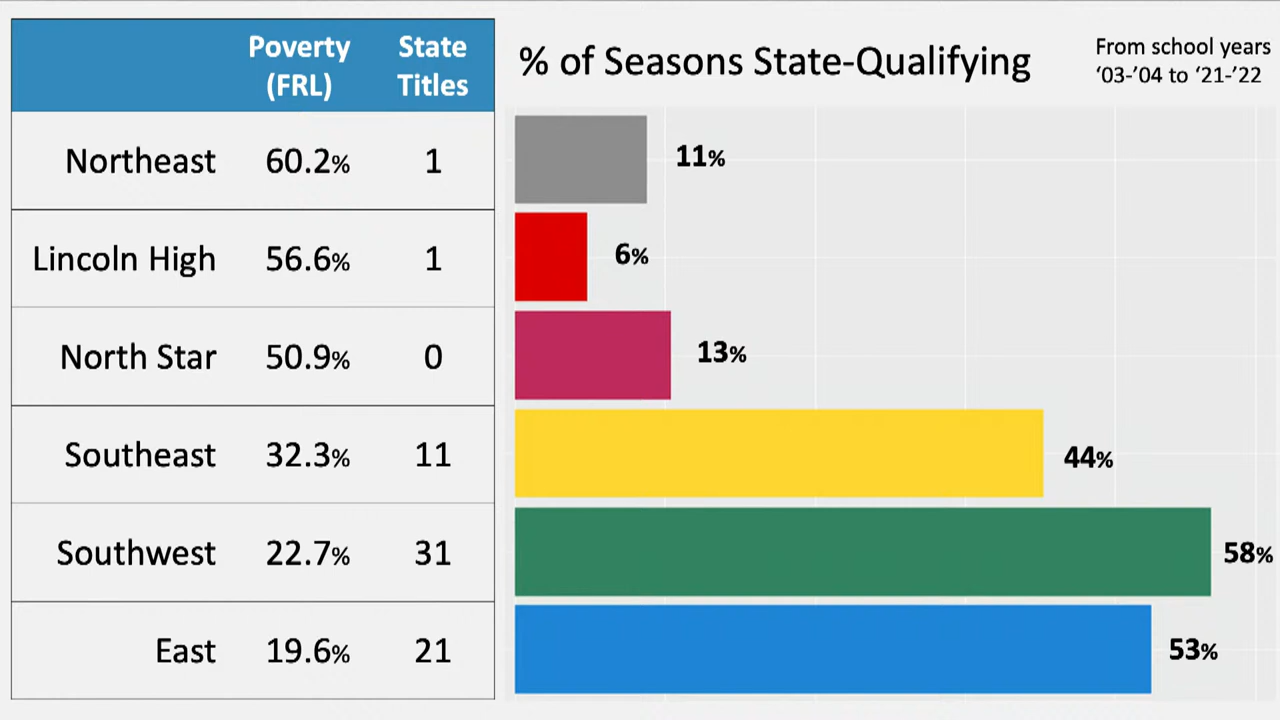 Poverty (FRL) State Titles
% of Seasons State-Qualifying
From school years
‘03-’04 to ‘21-’22
Northeast 60.2% 1 11%
Lincoln High 56.6% 1 6%
North Star 50.9% 0 13%
Southeast 32.3% 11 44%
Southwest 22.7% 31 58%
East 19.6% 21 53%